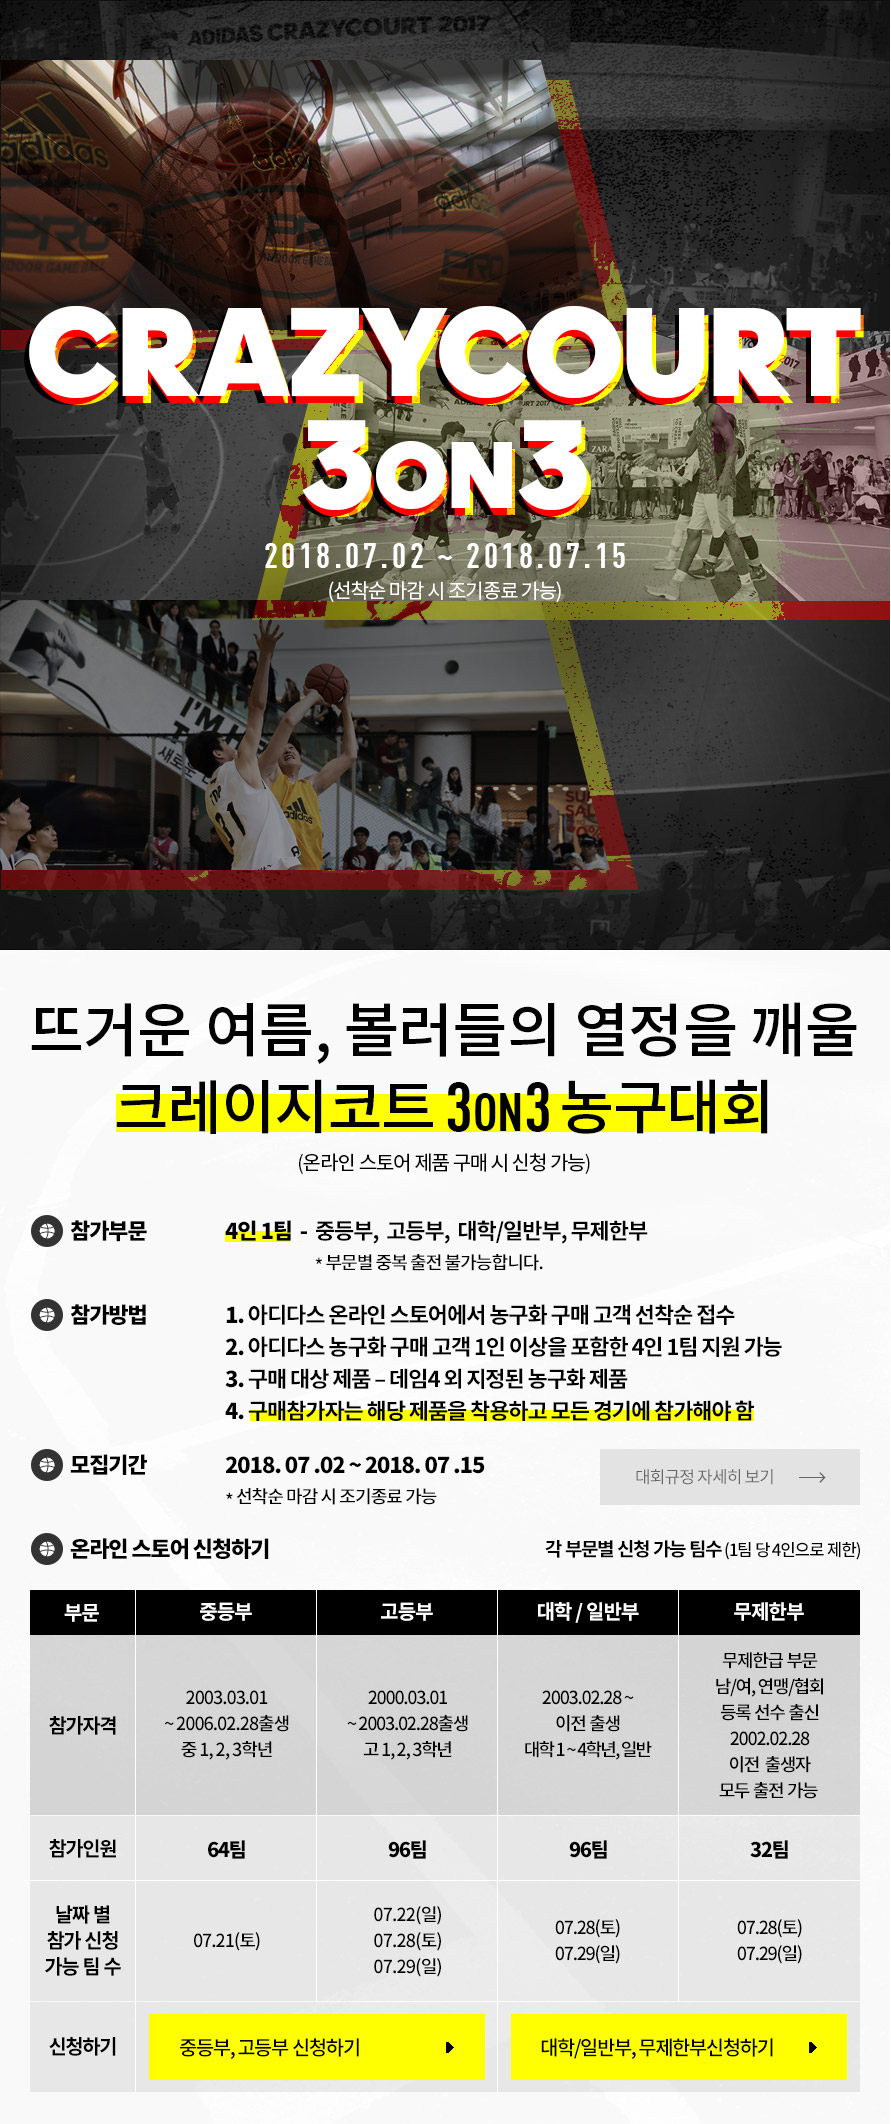 ADIDAS CRAZYCOURT 2017
adidas
adidas
adidas
PRO
INDOOR GAME BALL
PRO
INDOOR GAME BALL
PRO
CRAZYCOURT
3ON3
ZARA
2018.07.02 ~ 2018.07.15
(선착순 마감 시 조기종료 가능)
I'M
새로운
31
adidas
8
뜨거운 여름, 볼러들의 열정을 깨울
크레이지코트 3ON3 농구대회
(온라인 스토어 제품 구매 시 신청 가능)
참가부문 4인 1팀 - 중등부, 고등부, 대학/일반부, 무제한부
* 부문별 중복 출전 불가능합니다.
참가방법 1. 아디다스 온라인 스토어에서 농구화 구매 고객 선착순 접수
2. 아디다스 농구화 구매 고객 1인 이상을 포함한 4인 1팀 지원 가능
3. 구매 대상 제품 – 데임4 외 지정된 농구화 제품
4. 구매참가자는 해당 제품을 착용하고 모든 경기에 참가해야 함
모집기간 2018. 07 .02 ~ 2018. 07 .15
* 선착순 마감 시 조기종료 가능
대회규정 자세히 보기
온라인 스토어 신청하기 각 부문별 신청 가능 팀수 (1팀 당 4인으로 제한)
부문 중등부 고등부 대학 / 일반부 무제한부
참가자격
2003.03.01
~ 2006.02.28출생
중 1, 2, 3학년
2000.03.01
~ 2003.02.28출생
고 1, 2, 3학년
2003.02.28 ~
이전 출생
대학 1 ~ 4학년, 일반
무제한급 부문
남/여, 연맹/협회
등록 선수 출신
2002.02.28
이전 출생자
모두 출전 가능
참가인원 64팀 96팀 96팀 32팀
날짜 별
참가 신청
가능 팀 수
07.21(토)
07.22(일)
07.28(토)
07.29(일)
07.28(토)
07.29(일)
07.28(토)
07.29(일)
신청하기 중등부, 고등부 신청하기 대학/일반부, 무제한부신청하기